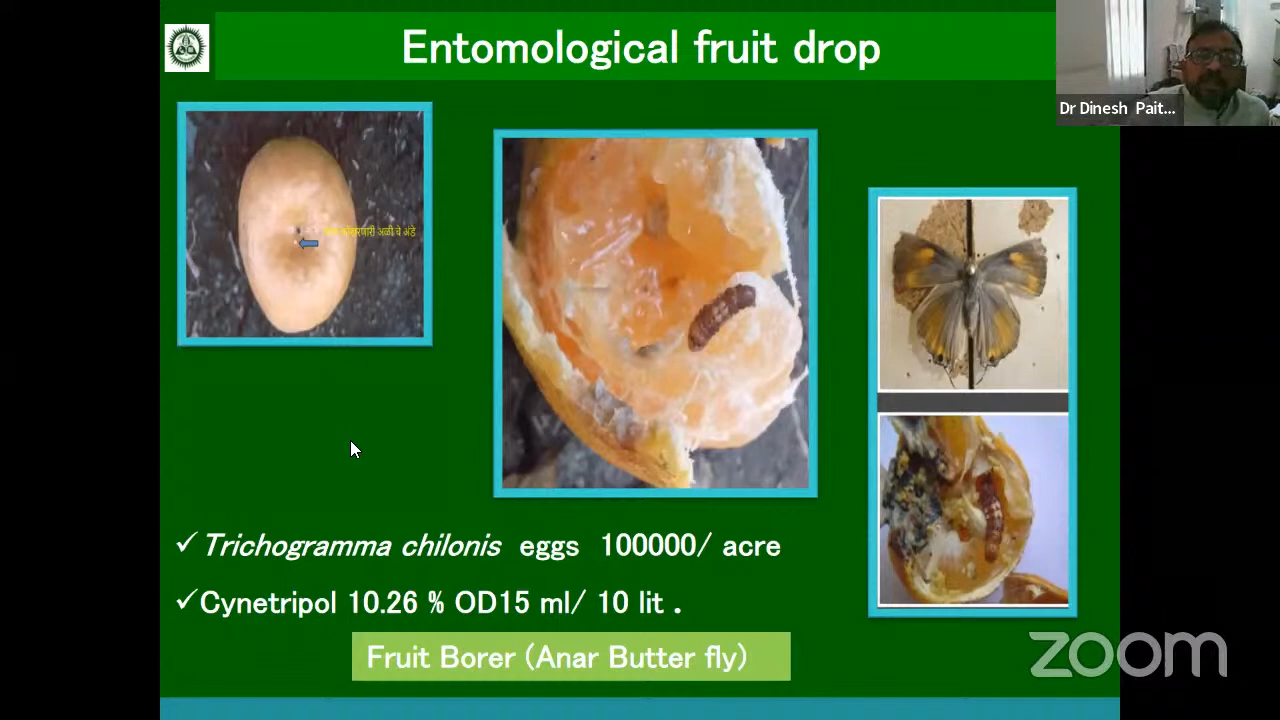 Entomological fruit drop
Dr Dinesh Pait...
अळी चे अंडे
✓ Trichogramma chilonis eggs 100000/ acre
✓Cynetripol 10.26 % OD15 ml/ 10 lit .
Fruit Borer (Anar Butter fly)
zoom